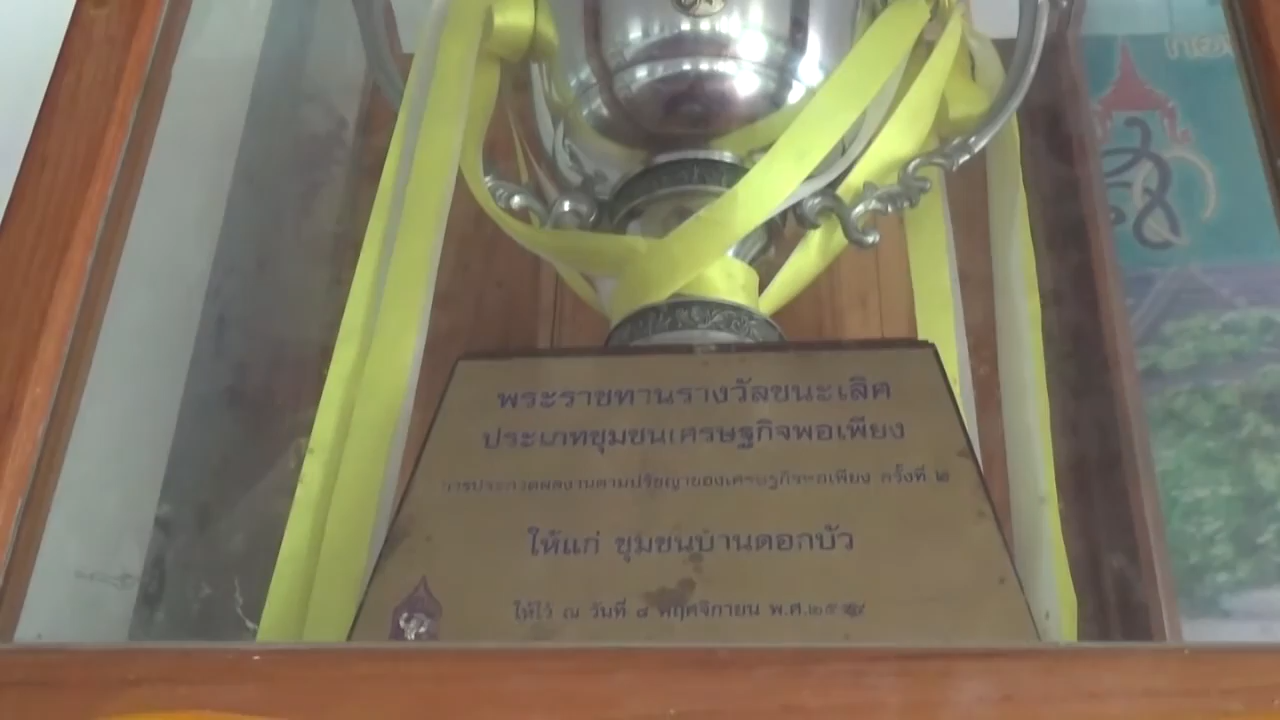 พระราชทานรางวัลชนะเลิศ
ประเภทชุมชนเศรษฐกิจพอเพียง
การประกวดผลงานตามปรัชญาของเศรษฐกิจพอเพียง ครั้งที่ ๒
ให้แก่ ชุมชนบ้านดอกบัว
ให้ไว้ ณ วันที่ ๘ พฤศจิกายน